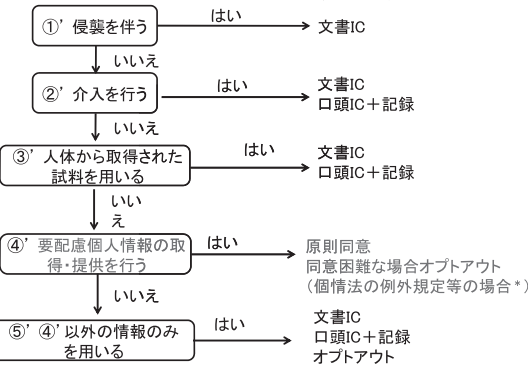 ①’ 侵襲を伴う
はい
文書IC
いいえ
②’ 介入を行う
はい
文書IC
口頭IC＋記録
いいえ
③’ 人体から取得された
試料を用いる
はい
文書IC
口頭IC＋記録
いい
え
④’ 要配慮個人情報の取
得・提供を行う
はい
原則同意
同意困難な場合オプトアウト
（個情法の例外規定等の場合*）
いいえ
⑤’ ④’ 以外の情報のみ
を用いる
はい
文書IC
口頭IC＋記録
オプトアウト